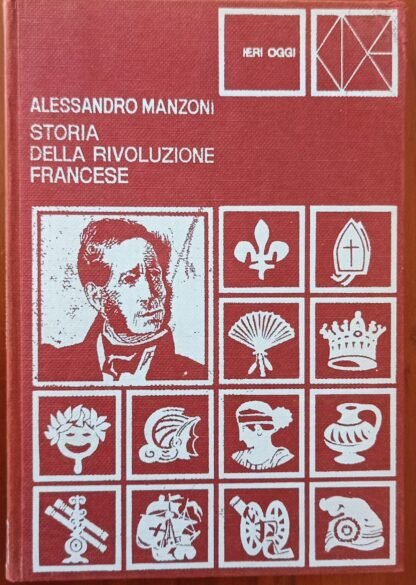 IERI OGGI
ALESSANDRO MANZONI
STORIA
DELLA RIVOLUZIONE
FRANCESE